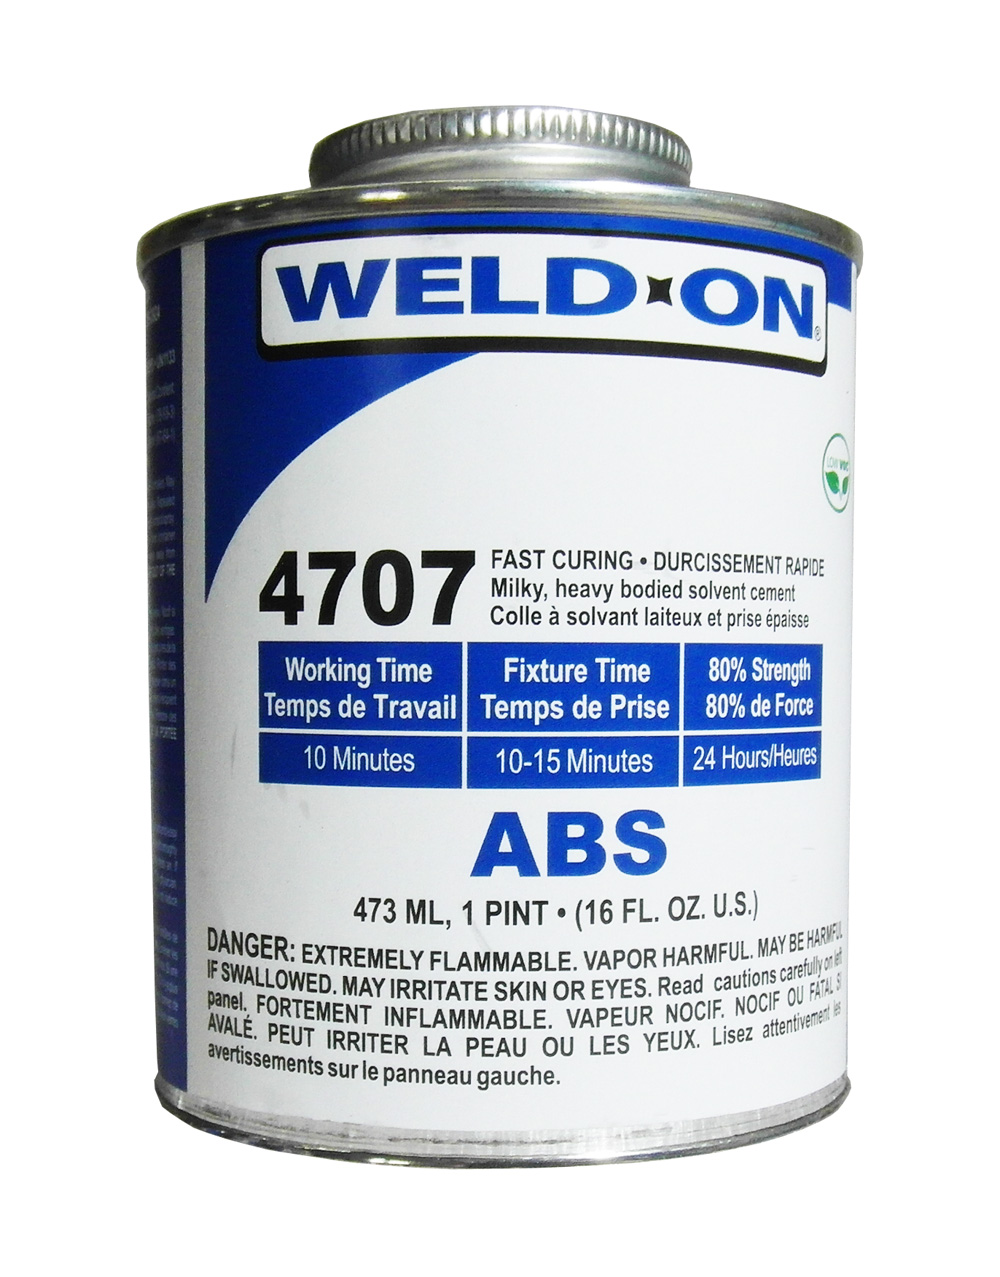 WELD-ON®
LOW VOC
4707
FAST CURING • DURCISSEMENT RAPIDE
Milky, heavy bodied solvent cement
Colle à solvant laiteux et prise épaisse
Working Time
Temps de Travail
10 Minutes
Fixture Time
Temps de Prise
10-15 Minutes
80% Strength
80% de Force
24 Hours/Heures
ABS
473 ML, 1 PINT • (16 FL. OZ. U.S.)
DANGER: EXTREMELY FLAMMABLE. VAPOR HARMFUL. MAY BE HARMFUL
IF SWALLOWED. MAY IRRITATE SKIN OR EYES. Read cautions carefully on left
panel. FORTEMENT INFLAMMABLE. VAPEUR NOCIF. NOCIF OU FATAL SI
AVALÉ. PEUT IRRITER LA PEAU OU LES YEUX. Lisez attentivement les
avertissements sur le panneau gauche.